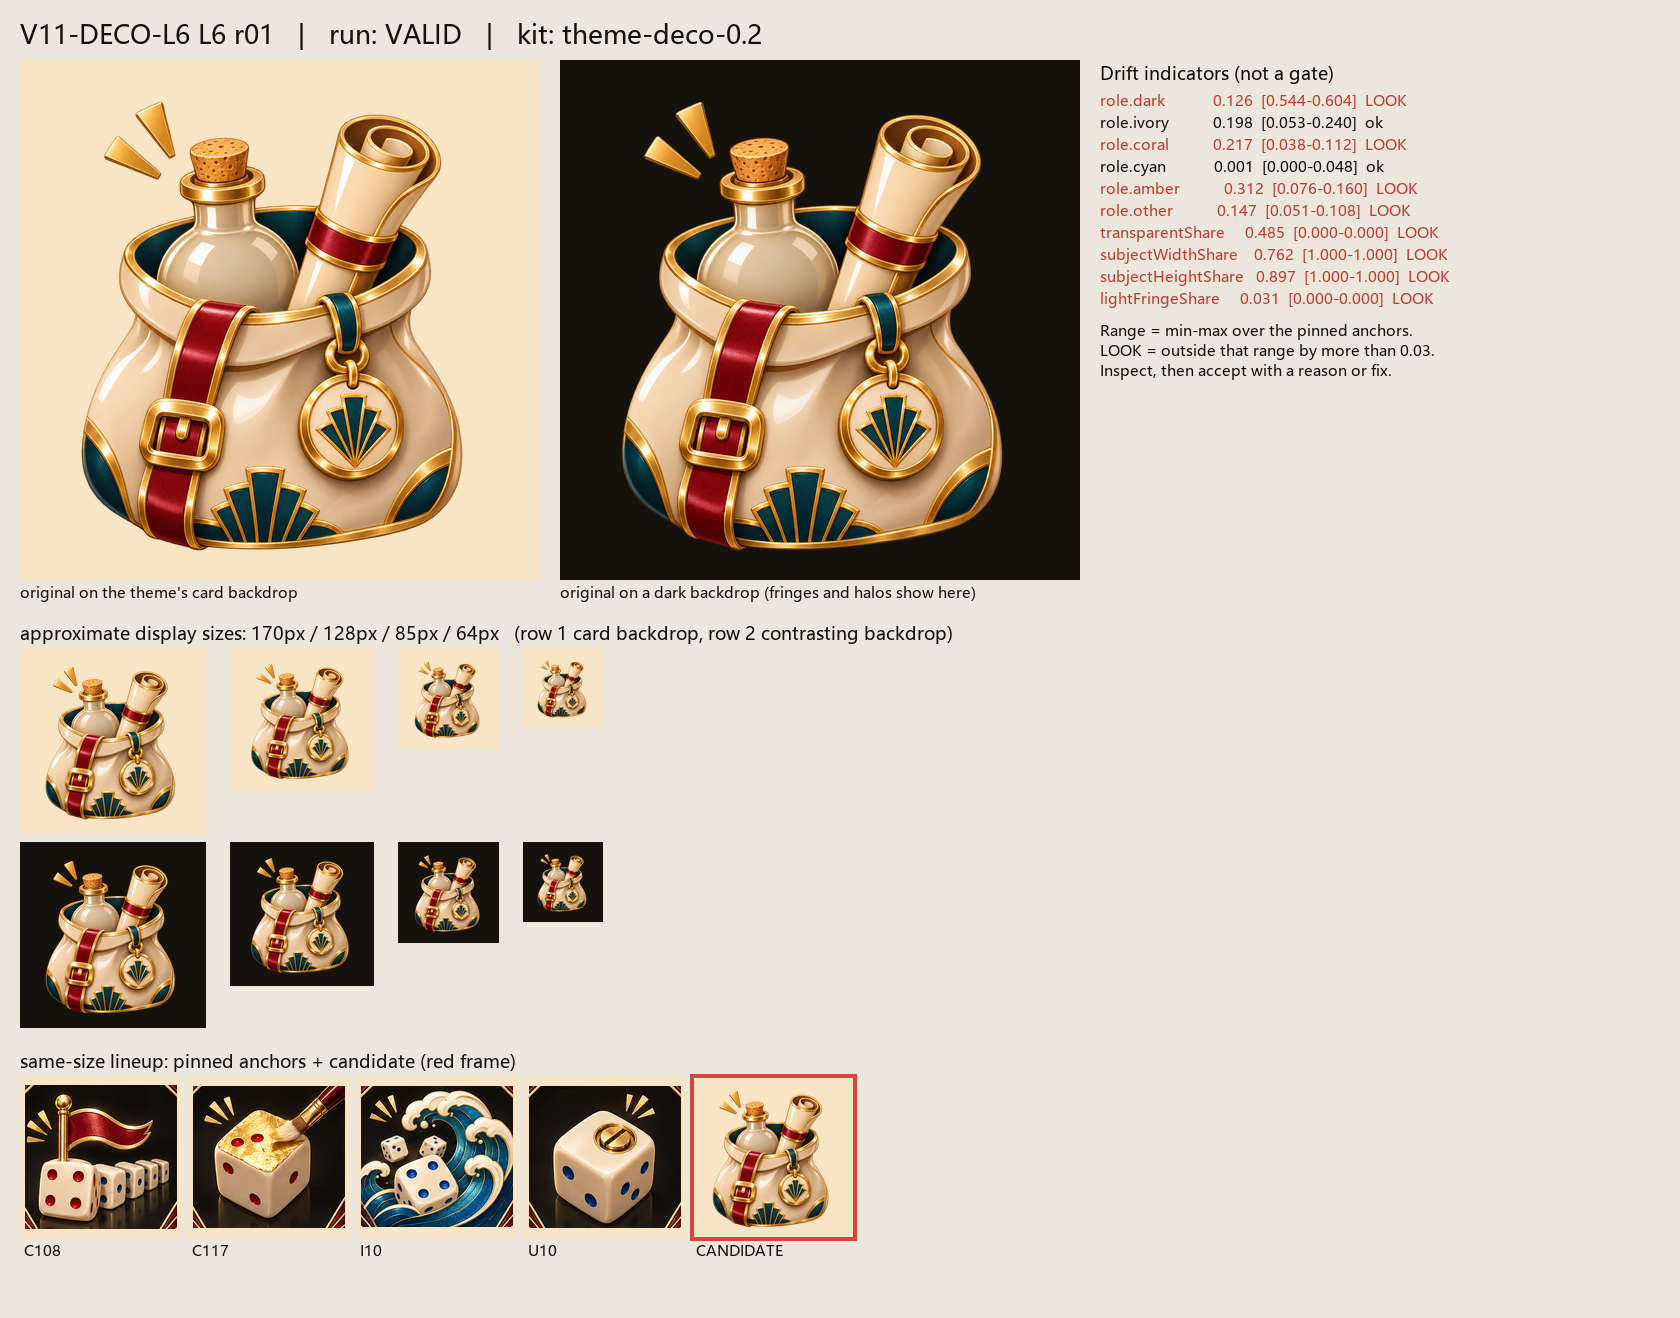 V11-DECO-L6 L6 r01 | run: VALID | kit: theme-deco-0.2
Drift indicators (not a gate)
role.dark 0.126 [0.544-0.604] LOOK
role.ivory 0.198 [0.053-0.240] ok
role.coral 0.217 [0.038-0.112] LOOK
role.cyan 0.001 [0.000-0.048] ok
role.amber 0.312 [0.076-0.160] LOOK
role.other 0.147 [0.051-0.108] LOOK
transparentShare 0.485 [0.000-0.000] LOOK
subjectWidthShare 0.762 [1.000-1.000] LOOK
subjectHeightShare 0.897 [1.000-1.000] LOOK
lightFringeShare 0.031 [0.000-0.000] LOOK
Range = min-max over the pinned anchors.
LOOK = outside that range by more than 0.03.
Inspect, then accept with a reason or fix.
original on the theme's card backdrop
original on a dark backdrop (fringes and halos show here)
approximate display sizes: 170px / 128px / 85px / 64px (row 1 card backdrop, row 2 contrasting backdrop)
same-size lineup: pinned anchors + candidate (red frame)
C108
C117
I10
U10
CANDIDATE